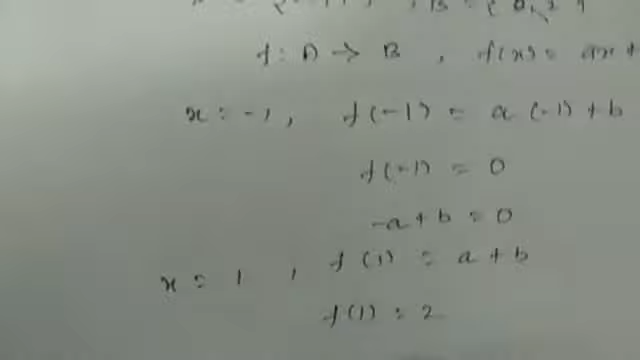 f : A → B , f(x) = ax +
x = -1 , f(-1) = a(-1) + b
f(-1) = 0
-a + b = 0
x = 1 , f(1) = a + b
f(1) = 2